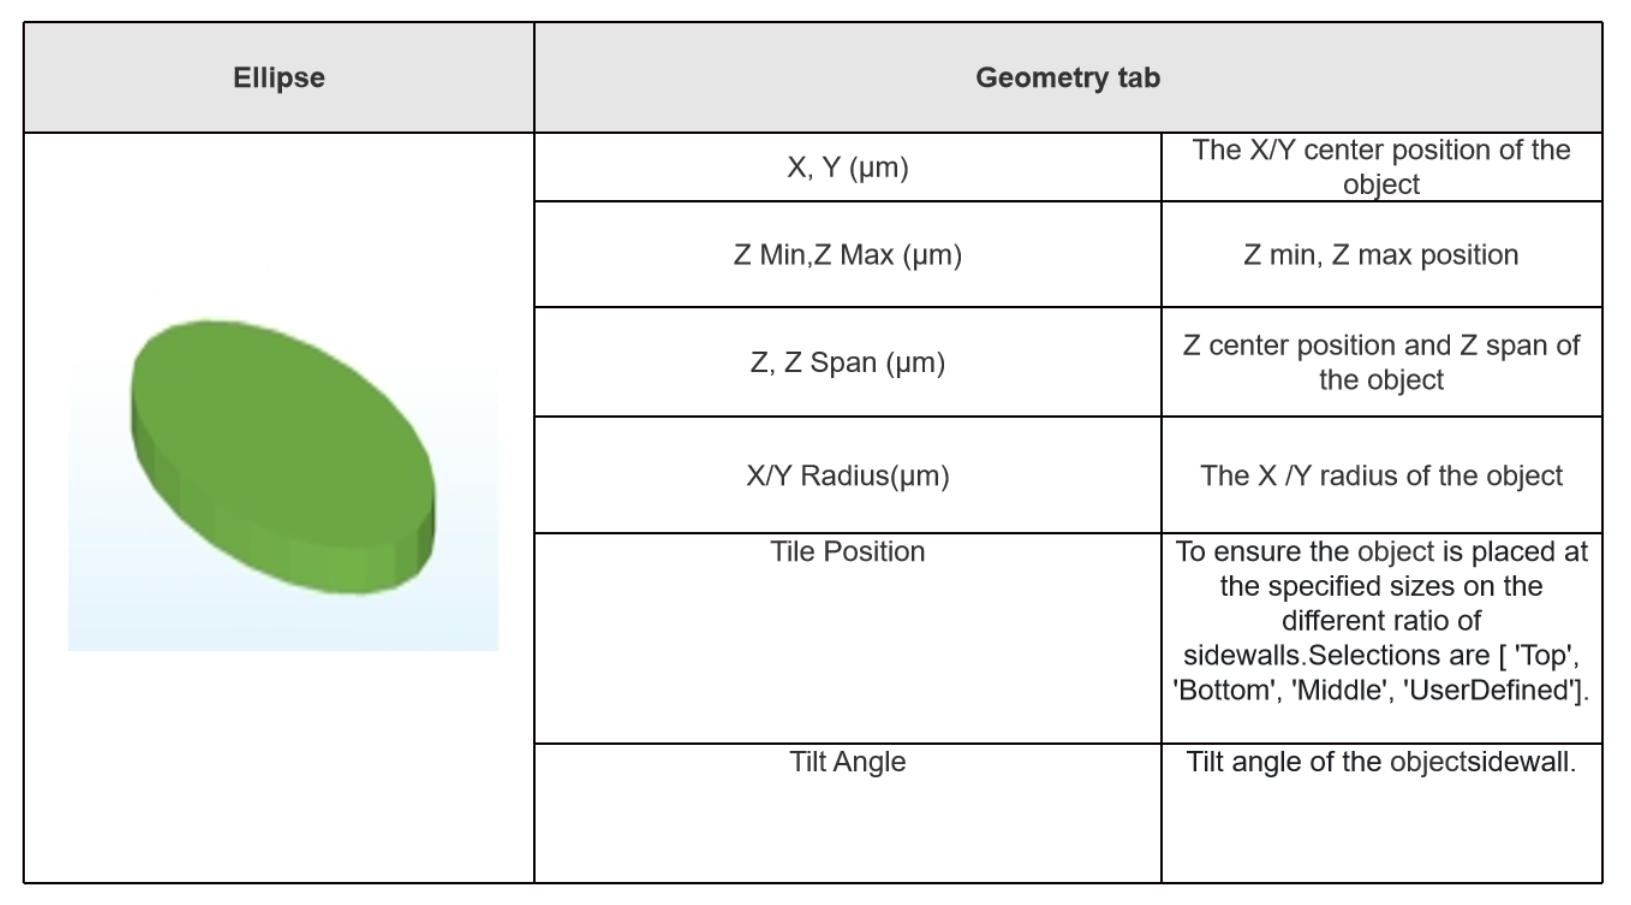 Ellipse
Geometry tab
X, Y (μm)
The X/Y center position of the
object
Z Min,Z Max (μm)
Z min, Z max position
Z, Z Span (μm)
Z center position and Z span of
the object
X/Y Radius(μm)
The X /Y radius of the object
Tile Position
To ensure the object is placed at
the specified sizes on the
different ratio of
sidewalls.Selections are [ 'Top',
'Bottom', 'Middle', 'UserDefined'].
Tilt Angle
Tilt angle of the objectsidewall.